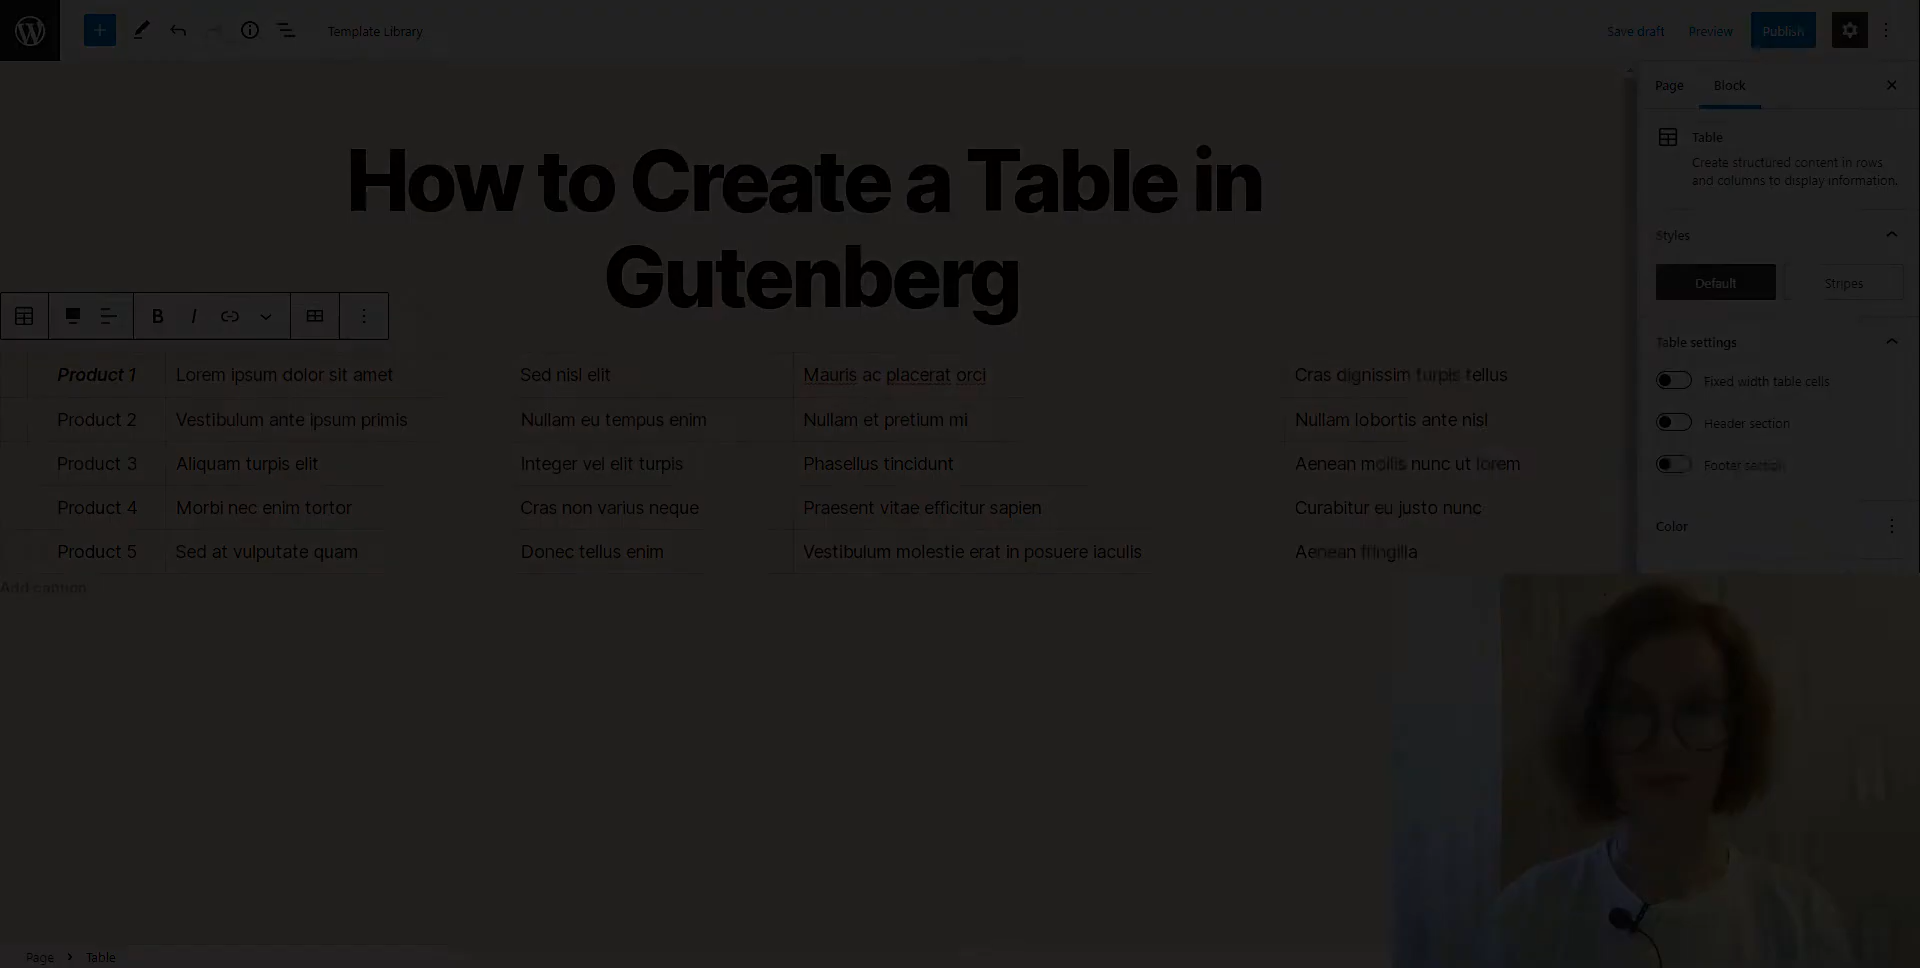 Template Library
Save draft
Preview
Publish
Page
Block
Table
Create structured content in rows
and columns to display information.
Styles
Default
Stripes
Table settings
Fixed width table cells
Header section
Footer section
Color
How to Create a Table in
Gutenberg
B I
Product 1 Lorem ipsum dolor sit amet Sed nisl elit Mauris ac placerat orci Cras dignissim turpis tellus
Product 2 Vestibulum ante ipsum primis Nullam eu tempus enim Nullam et pretium mi Nullam lobortis ante nisl
Product 3 Aliquam turpis elit Integer vel elit turpis Phasellus tincidunt Aenean mollis nunc ut lorem
Product 4 Morbi nec enim tortor Cras non varius neque Praesent vitae efficitur sapien Curabitur eu justo nunc
Product 5 Sed at vulputate quam Donec tellus enim Vestibulum molestie erat in posuere iaculis Aenean fringilla
Add caption
Page > Table